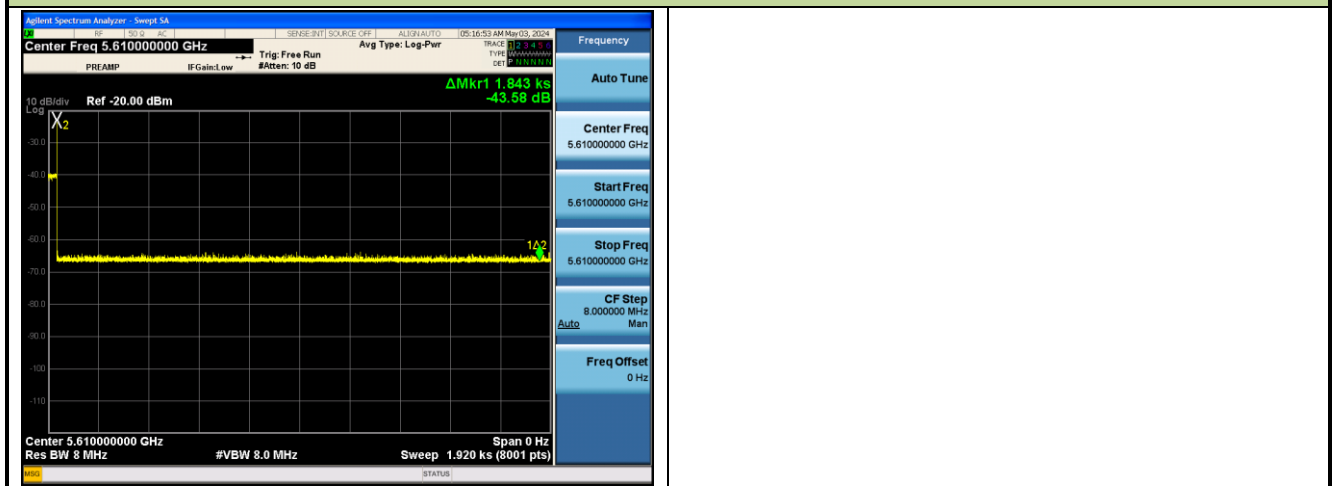 Agilent Spectrum Analyzer - Swept SA
RF 50 Ω AC SENSE:INT SOURCE OFF ALIGNAUTO 05:16:53 AM May 03, 2024
Center Freq 5.610000000 GHz
Avg Type: Log-Pwr
TRACE 1 2 3 4 5 6
TYPE
DET P N N N N N
Trig: Free Run
PREAMP IFGain:Low #Atten: 10 dB
Frequency
Auto Tune
ΔMkr1 1.843 ks
-43.58 dB
10 dB/div Ref -20.00 dBm
Log
X2
-30.0
-40.0
-50.0
-60.0
-70.0
-80.0
-90.0
-100
-110
1Δ2
Center Freq
5.610000000 GHz
Start Freq
5.610000000 GHz
Stop Freq
5.610000000 GHz
CF Step
8.000000 MHz
Auto Man
Freq Offset
0 Hz
Center 5.610000000 GHz Span 0 Hz
Res BW 8 MHz #VBW 8.0 MHz Sweep 1.920 ks (8001 pts)
MSG STATUS